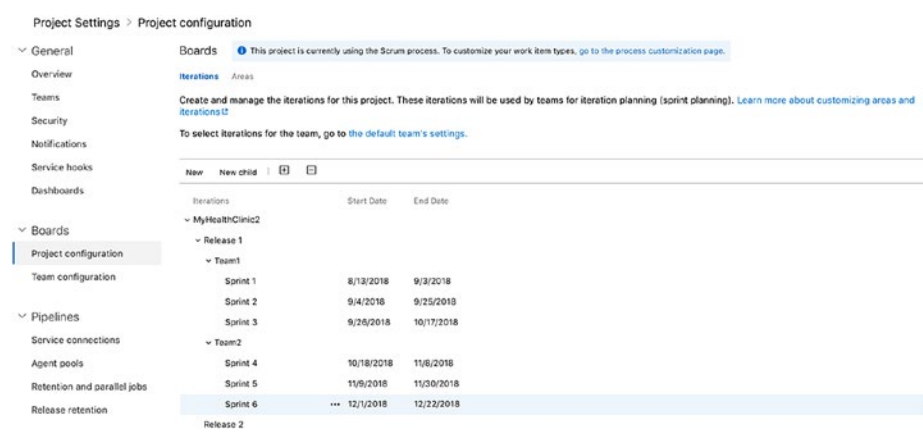 Project Settings > Project configuration
General
Overview
Teams
Security
Notifications
Service hooks
Dashboards
Boards
Project configuration
Team configuration
Pipelines
Service connections
Agent pools
Retention and parallel jobs
Release retention
Boards This project is currently using the Scrum process. To customize your work item types, go to the process customization page.
Iterations Areas
Create and manage the iterations for this project. These iterations will be used by teams for iteration planning (sprint planning). Learn more about customizing areas and
iterations
To select iterations for the team, go to the default team's settings.
New New child
Iterations Start Date End Date
MyHealthClinic2
Release 1
Team1
Sprint 1 8/13/2018 9/3/2018
Sprint 2 9/4/2018 9/25/2018
Sprint 3 9/26/2018 10/17/2018
Team2
Sprint 4 10/18/2018 11/8/2018
Sprint 5 11/9/2018 11/30/2018
Sprint 6 ••• 12/1/2018 12/22/2018
Release 2